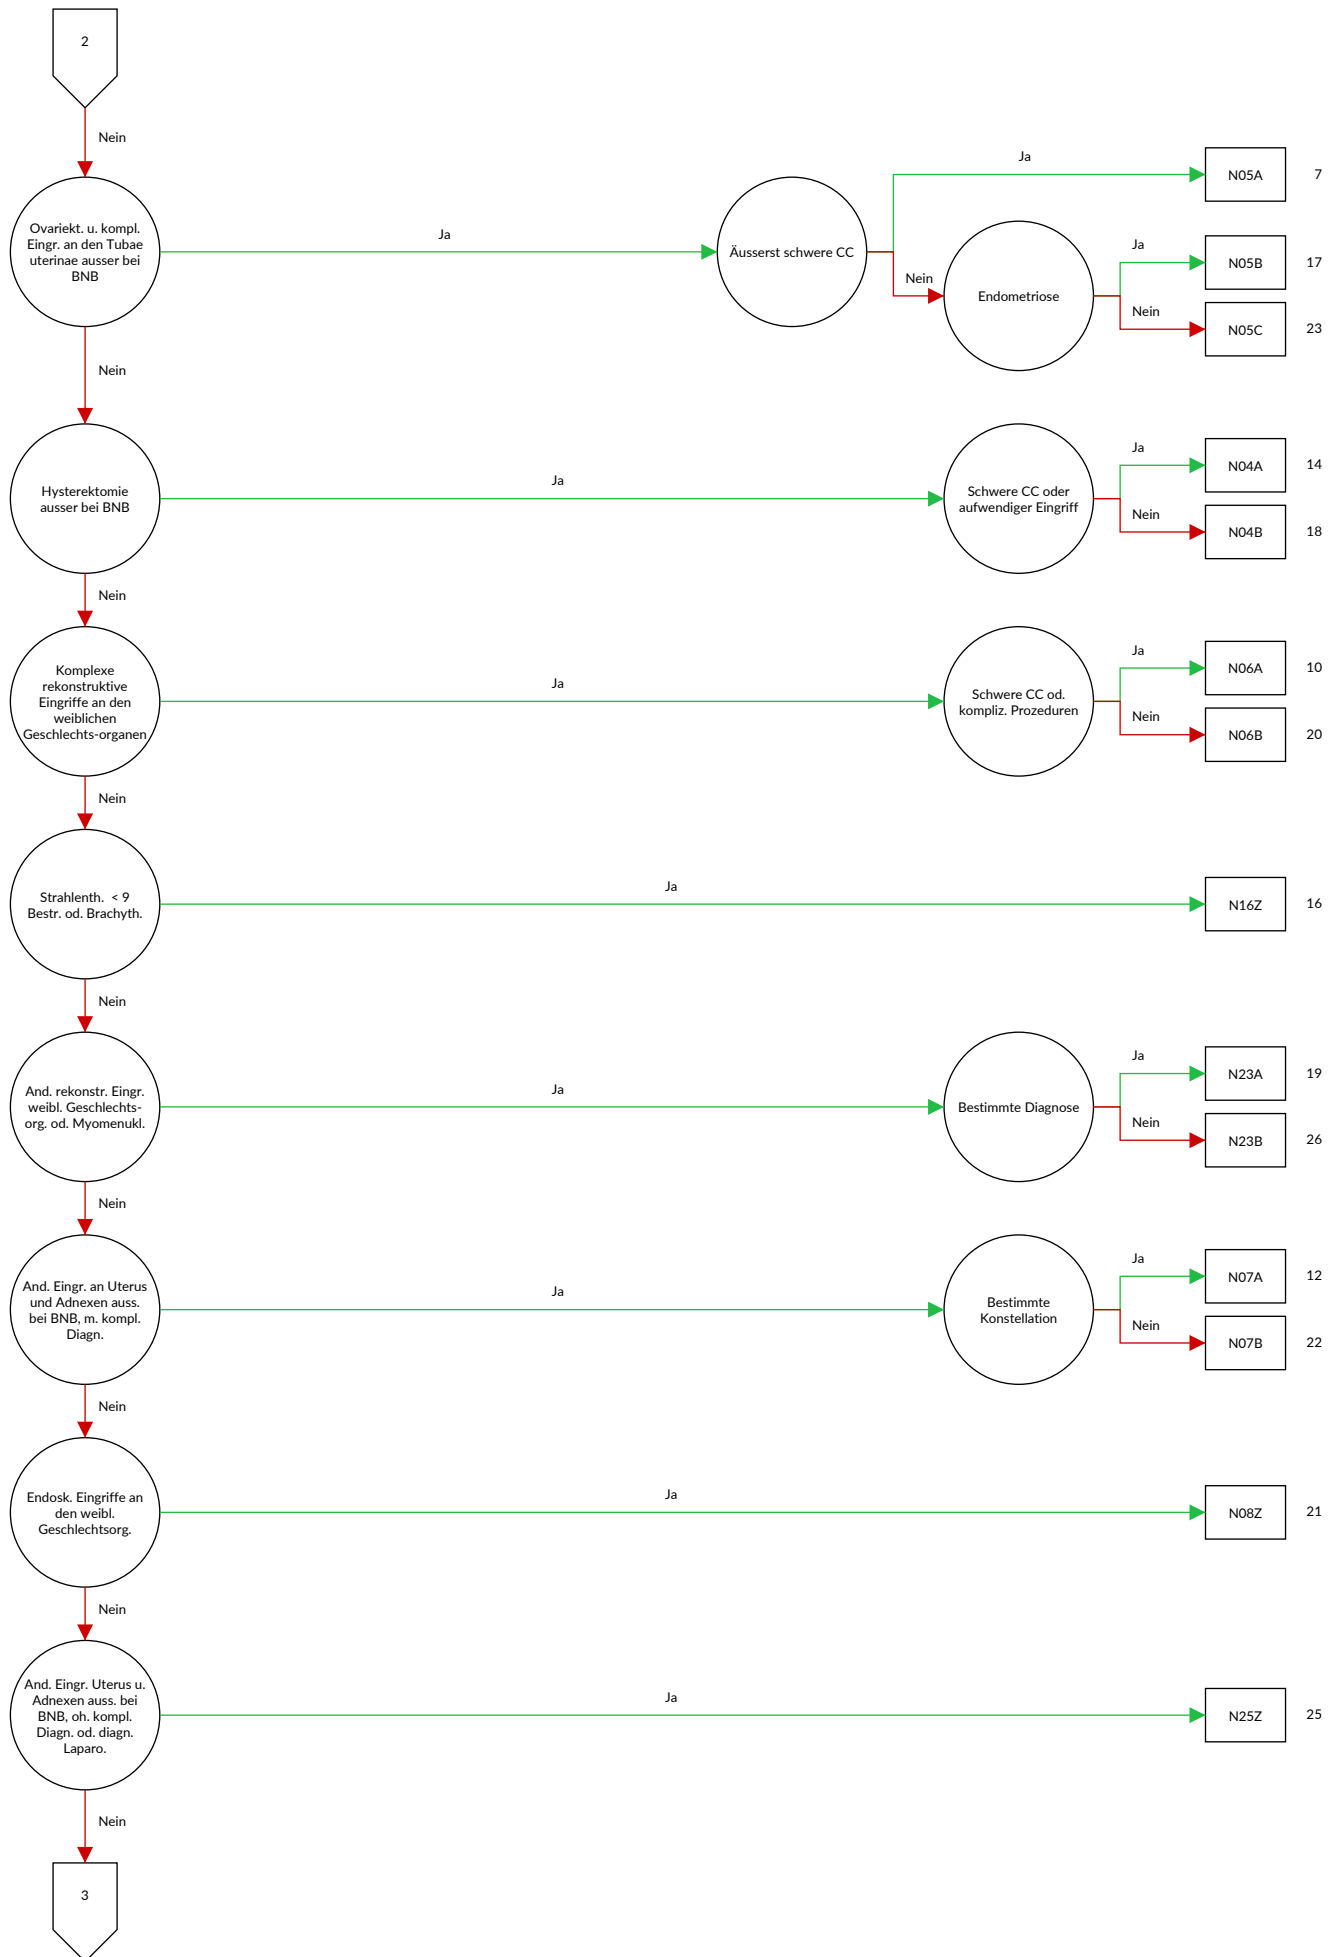 2
Nein
Ja
N05A 7
Ovariekt. u. kompl.
Eingr. an den Tubae
uterinae ausser bei
BNB
Ja
Äusserst schwere CC
Nein
Endometriose
Ja
N05B 17
Nein
N05C 23
Nein
Hysterektomie
ausser bei BNB
Ja
Schwere CC oder
aufwendiger Eingriff
Ja
N04A 14
Nein
N04B 18
Nein
Komplexe
rekonstruktive
Eingriffe an den
weiblichen
Geschlechts-organen
Ja
Schwere CC od.
kompliz. Prozeduren
Ja
N06A 10
Nein
N06B 20
Nein
Strahlenth. < 9
Bestr. od. Brachyth.
Ja
N16Z 16
Nein
And. rekonstr. Eingr.
weibl. Geschlechts-
org. od. Myomenukl.
Ja
Bestimmte Diagnose
Ja
N23A 19
Nein
N23B 26
Nein
And. Eingr. an Uterus
und Adnexen auss.
bei BNB, m. kompl.
Diagn.
Ja
Bestimmte
Konstellation
Ja
N07A 12
Nein
N07B 22
Nein
Endosk. Eingriffe an
den weibl.
Geschlechtsorg.
Ja
N08Z 21
Nein
And. Eingr. Uterus u.
Adnexen auss. bei
BNB, oh. kompl.
Diagn. od. diagn.
Laparo.
Ja
N25Z 25
Nein
3